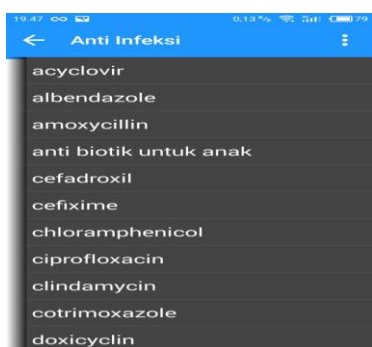 19.47
0,13 ᴷ/s 79
Anti Infeksi
acyclovir
albendazole
amoxycillin
anti biotik untuk anak
cefadroxil
cefixime
chloramphenicol
ciprofloxacin
clindamycin
cotrimoxazole
doxicyclin